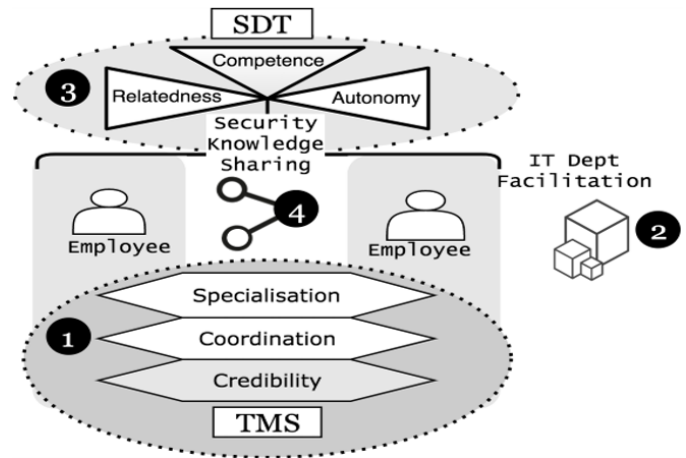 SDT
Competence
3
Relatedness
Autonomy
Security
Knowledge
Sharing
IT Dept
Facilitation
4
2
Employee
Employee
Specialisation
1
Coordination
Credibility
TMS